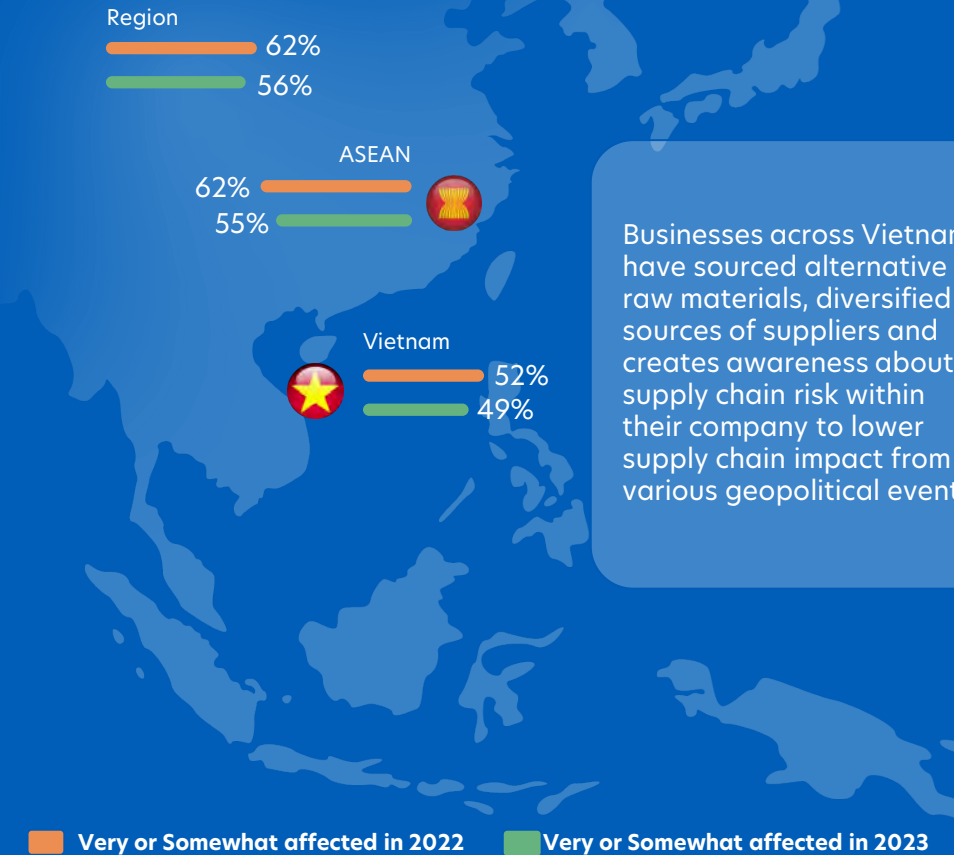 Region
62%
56%
ASEAN
62%
55%
Vietnam
52%
49%
Businesses across
have sourced alternative
raw materials, diversified
sources of suppliers and
creates awareness about
supply chain risk within
their company to lower
supply chain impact from
various geopolitical
Very or Somewhat affected in 2022
Very or Somewhat affected in 2023